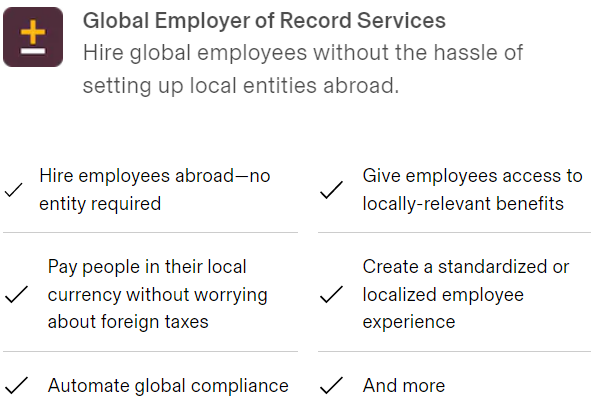 Global Employer of Record Services
Hire global employees without the hassle of
setting up local entities abroad.
Hire employees abroad—no
entity required
Give employees access to
locally-relevant benefits
Pay people in their local
currency without worrying
about foreign taxes
Create a standardized or
localized employee
experience
Automate global compliance
And more